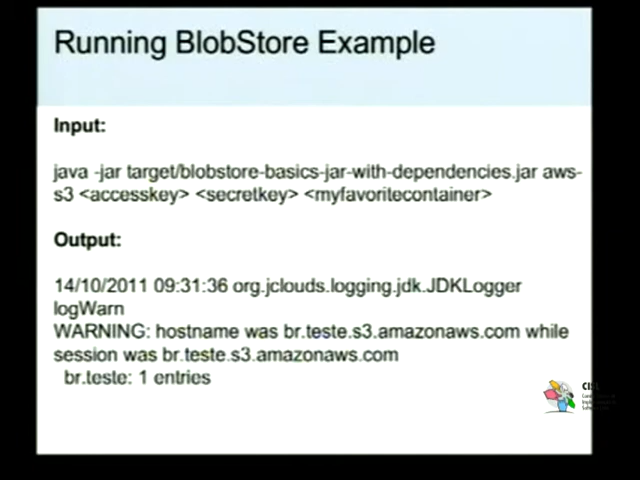 Running BlobStore Example
Input:
java -jar target/blobstore-basics-jar-with-dependencies.jar aws-
s3 <accesskey> <secretkey> <myfavoritecontainer>
Output:
14/10/2011 09:31:36 org.jclouds.logging.jdk.JDKLogger
logWarn
WARNING: hostname was br.teste.s3.amazonaws.com while
session was br.teste.s3.amazonaws.com
br.teste: 1 entries